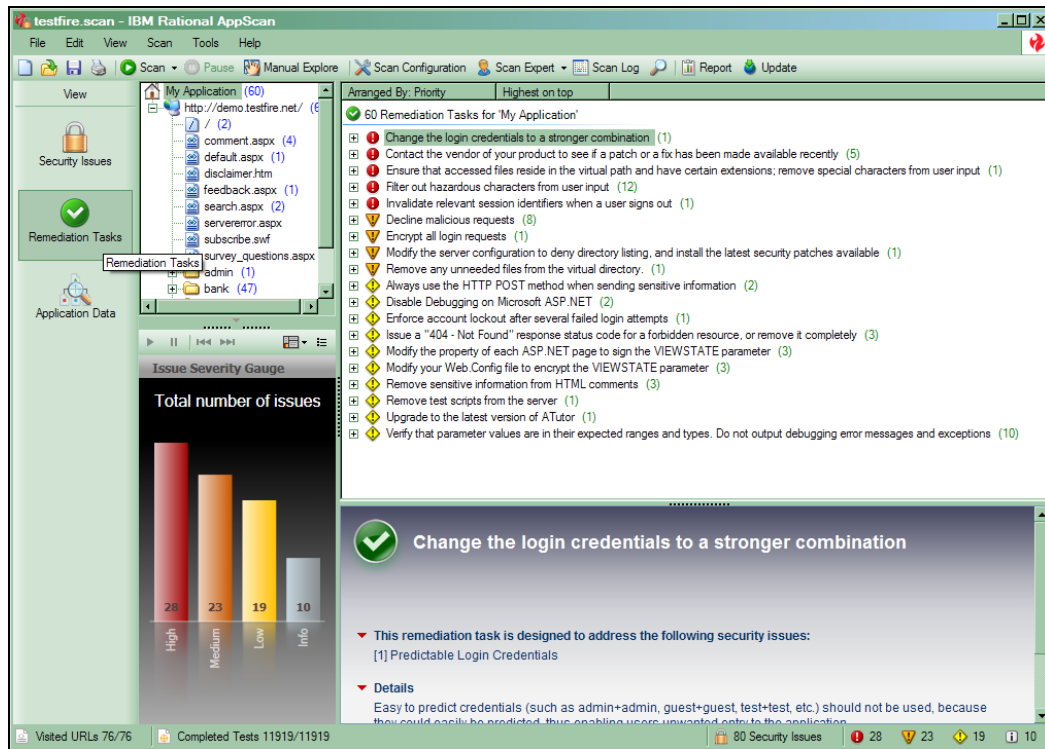 testfire.scan - IBM Rational AppScan
File Edit View Scan Tools Help
Scan Pause Manual Explore Scan Configuration Scan Expert Scan Log Report Update
View
Security Issues
Remediation Tasks
Remediation Tasks
Application Data
My Application (60)
http://demo.testfire.net/ (6
/ (2)
comment.aspx (4)
default.aspx (1)
disclaimer.htm
feedback.aspx (1)
search.aspx (2)
servererror.aspx
subscribe.swf
survey_questions.aspx
admin (1)
bank (47)
Issue Severity Gauge
Total number of issues
28 23 19 10
High Medium Low Info
Arranged By: Priority Highest on top
60 Remediation Tasks for 'My Application'
Change the login credentials to a stronger combination (1)
Contact the vendor of your product to see if a patch or a fix has been made available recently (5)
Ensure that accessed files reside in the virtual path and have certain extensions; remove special characters from user input (1)
Filter out hazardous characters from user input (12)
Invalidate relevant session identifiers when a user signs out (1)
Decline malicious requests (8)
Encrypt all login requests (1)
Modify the server configuration to deny directory listing, and install the latest security patches available (1)
Remove any unneeded files from the virtual directory. (1)
Always use the HTTP POST method when sending sensitive information (2)
Disable Debugging on Microsoft ASP.NET (2)
Enforce account lockout after several failed login attempts (1)
Issue a "404 - Not Found" response status code for a forbidden resource, or remove it completely (3)
Modify the property of each ASP.NET page to sign the VIEWSTATE parameter (3)
Modify your Web.Config file to encrypt the VIEWSTATE parameter (3)
Remove sensitive information from HTML comments (3)
Remove test scripts from the server (1)
Upgrade to the latest version of ATutor (1)
Verify that parameter values are in their expected ranges and types. Do not output debugging error messages and exceptions (10)
Change the login credentials to a stronger combination
This remediation task is designed to address the following security issues:
[1] Predictable Login Credentials
Details
Easy to predict credentials (such as admin+admin, guest+guest, test+test, etc.) should not be used, because
they could easily be predicted, thus enabling users unwanted entry to the application
Visited URLs 76/76 Completed Tests 11919/11919 80 Security Issues 28 23 19 10